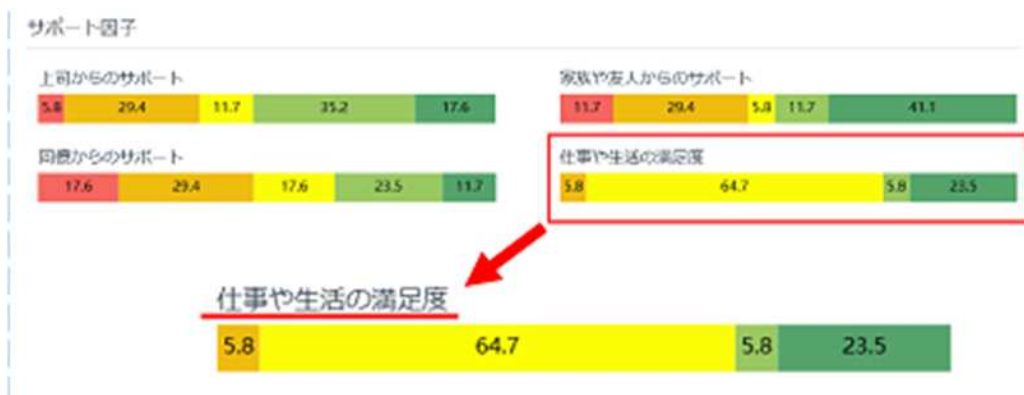 サポート因子
上司からのサポート
5.8 29.4 11.7 35.2 17.6
家族や友人からのサポート
11.7 29.4 5.8 11.7 41.1
同僚からのサポート
17.6 29.4 17.6 23.5 11.7
仕事や生活の満足度
5.8 64.7 5.8 23.5
仕事や生活の満足度
5.8 64.7 5.8 23.5